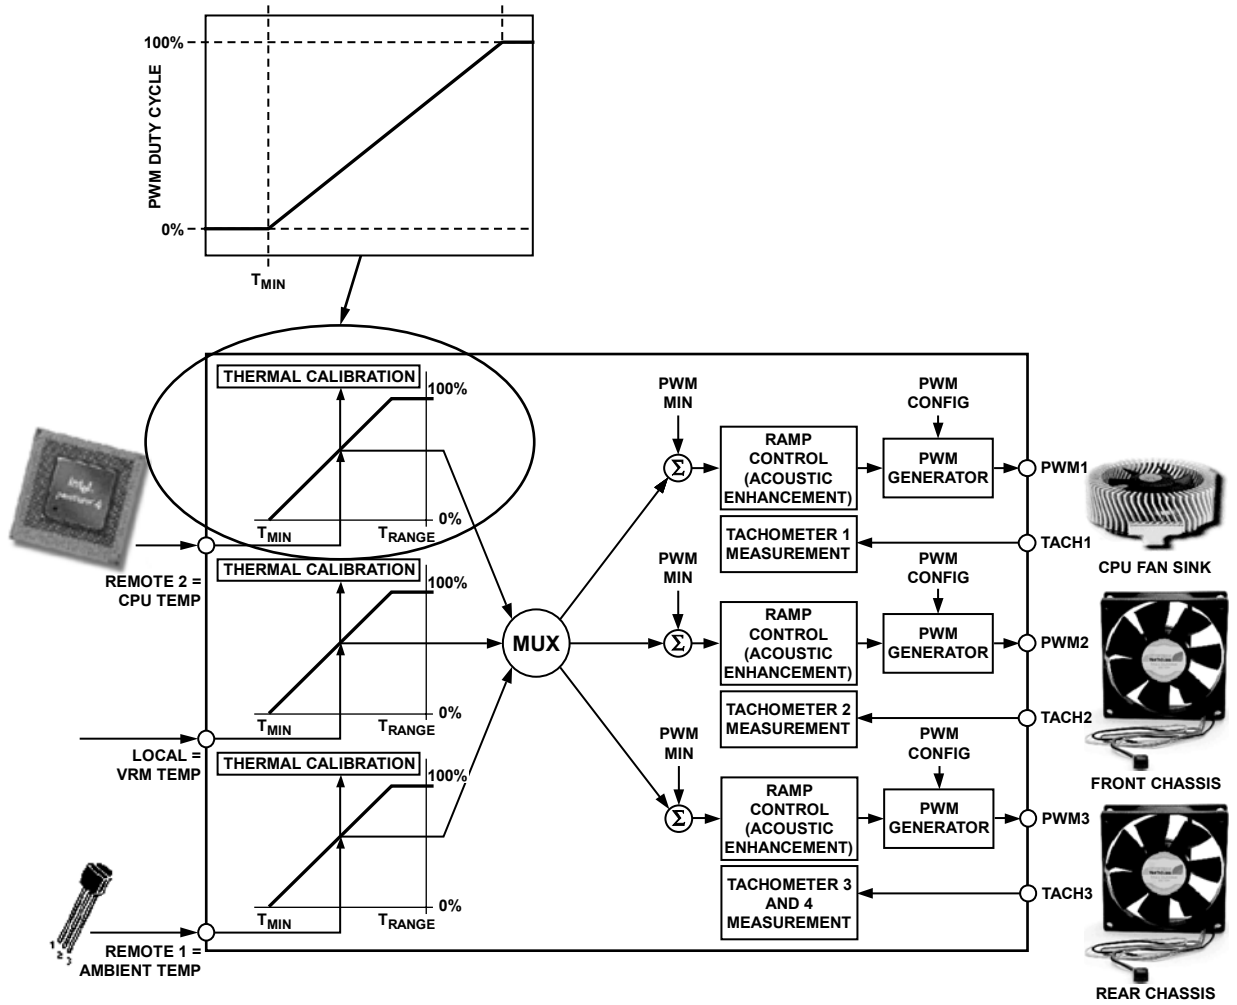 100%
PWM DUTY CYCLE
0%
TMIN
THERMAL CALIBRATION
100%
0%
TMIN
TRANGE
REMOTE 2 =
CPU TEMP
THERMAL CALIBRATION
100%
0%
TMIN
TRANGE
LOCAL =
VRM TEMP
THERMAL CALIBRATION
100%
0%
TMIN
TRANGE
REMOTE 1 =
AMBIENT TEMP
1
2
3
intel
pentium 4
MUX
PWM
MIN
Σ
RAMP
CONTROL
(ACOUSTIC
ENHANCEMENT)
PWM
CONFIG
PWM
GENERATOR
PWM1
TACHOMETER 1
MEASUREMENT
TACH1
CPU FAN SINK
PWM
MIN
Σ
RAMP
CONTROL
(ACOUSTIC
ENHANCEMENT)
PWM
CONFIG
PWM
GENERATOR
PWM2
TACHOMETER 2
MEASUREMENT
TACH2
FRONT CHASSIS
PWM
MIN
Σ
RAMP
CONTROL
(ACOUSTIC
ENHANCEMENT)
PWM
CONFIG
PWM
GENERATOR
PWM3
TACHOMETER 3
AND 4
MEASUREMENT
TACH3
REAR CHASSIS